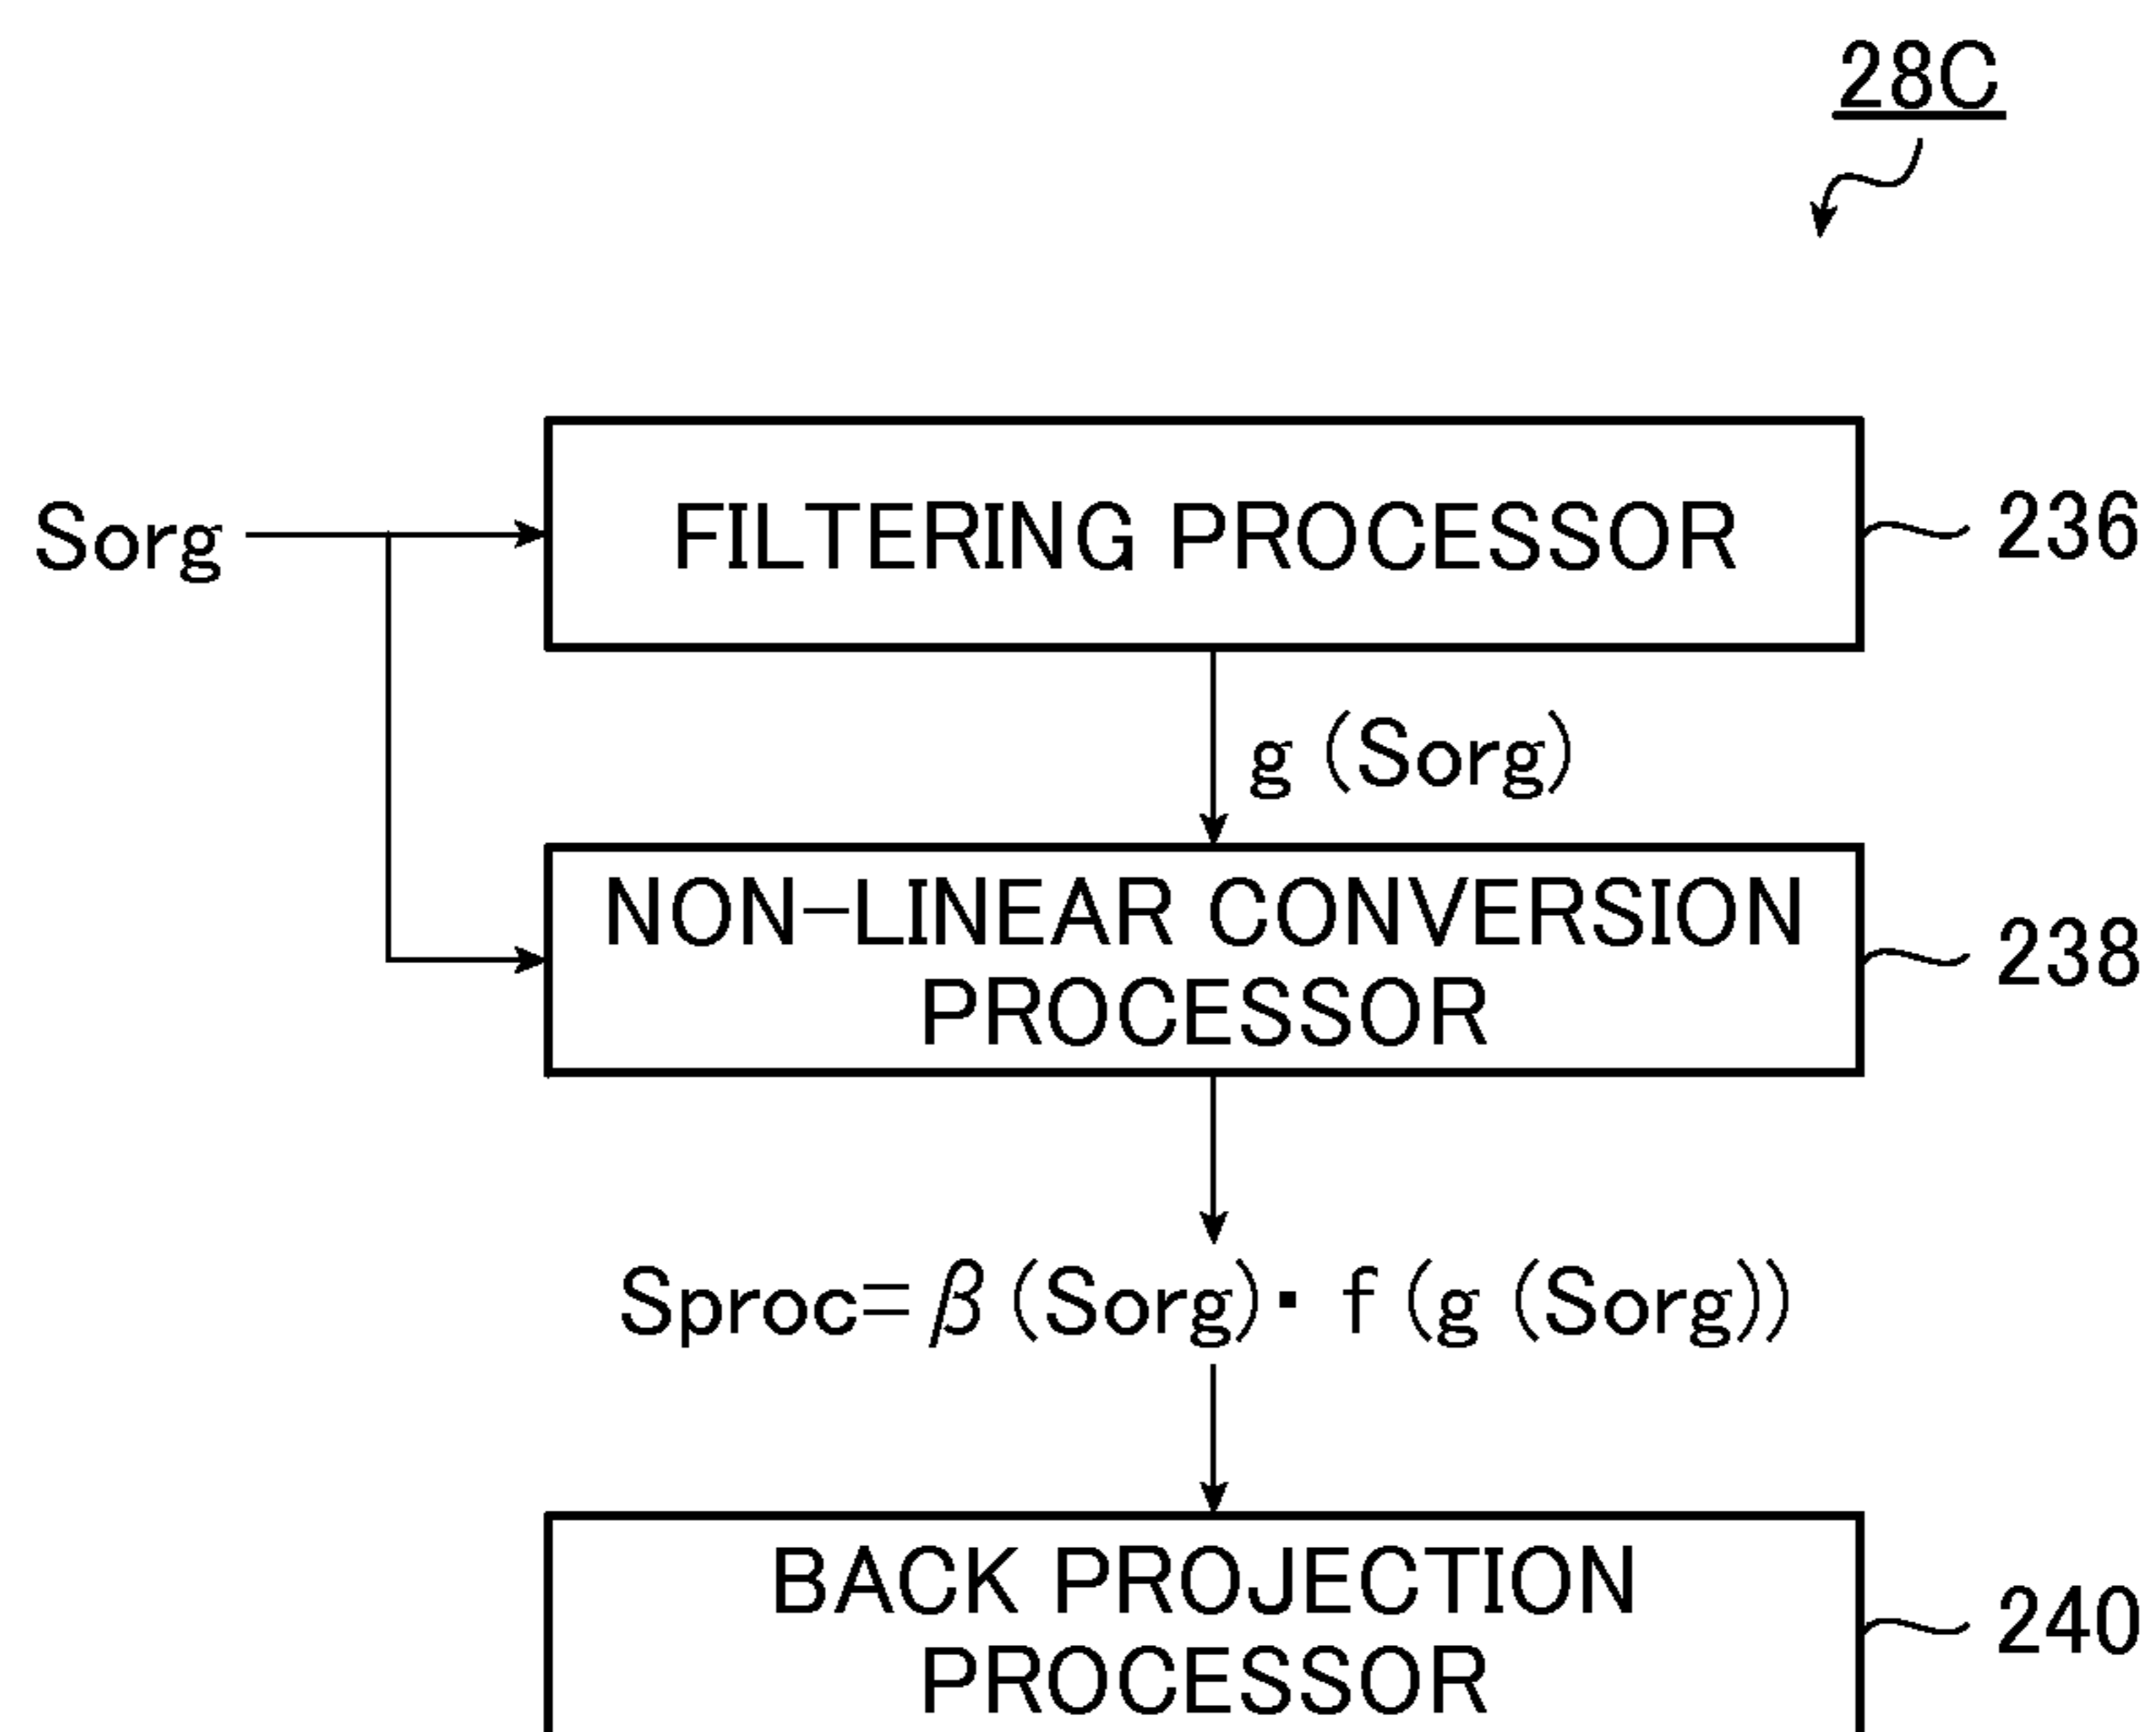 28C
Sorg
FILTERING PROCESSOR
236
g (Sorg)
NON-LINEAR CONVERSION
PROCESSOR
238
Sproc= β (Sorg)· f (g (Sorg))
BACK PROJECTION
PROCESSOR
240